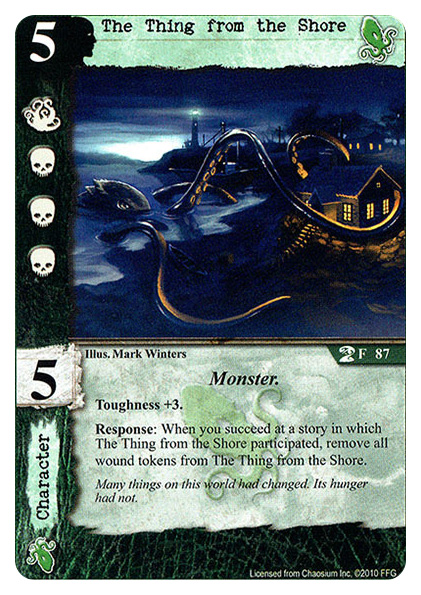 5
The Thing from the Shore
Illus. Mark Winters
F 87
5
Character
Monster.
Toughness +3.
Response: When you succeed at a story in which
The Thing from the Shore participated, remove all
wound tokens from The Thing from the Shore.
Many things on this world had changed. Its hunger
had not.
Licensed from Chaosium Inc. ©2010 FFG